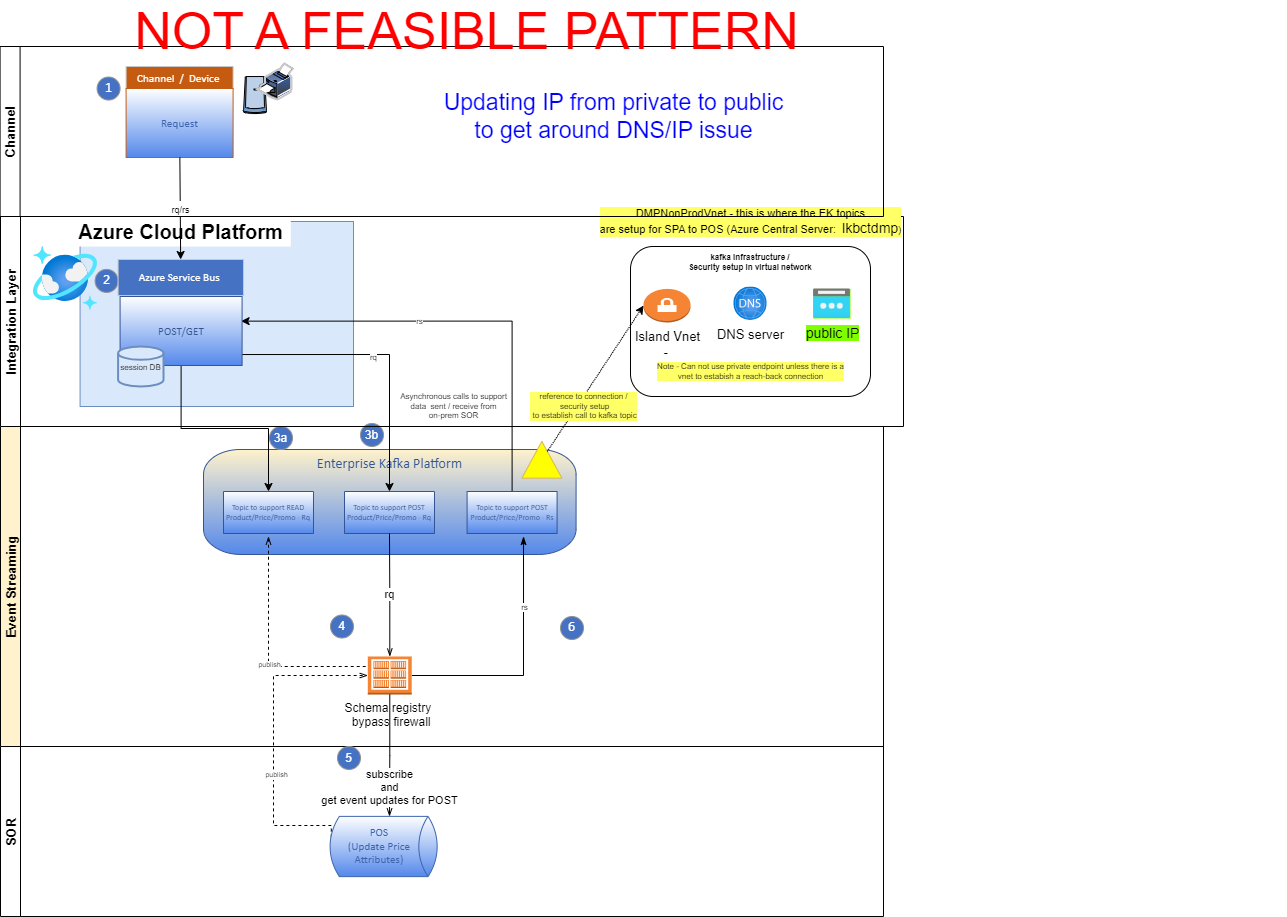 NOT A FEASIBLE PATTERN
Channel
1
Channel / Device
Request
Updating IP from private to public
to get around DNS/IP issue
rq/rs
Integration Layer
Azure Cloud Platform
2
Azure Service Bus
POST/GET
session DB
rs
rq
DMPNonProdVnet - this is where the EK topics
are setup for SPA to POS (Azure Central Server: lkbctdmp)
kafka infrastructure /
Security setup in virtual network
Island Vnet
-
DNS
DNS server
public IP
Note - Can not use private endpoint unless there is a
vnet to estabish a reach-back connection
Asynchronous calls to support
data sent / receive from
on-prem SOR
reference to connection /
security setup
to establish call to kafka topic
Event Streaming
3a
3b
Enterprise Kafka Platform
Topic to support READ
Product/Price/Promo - Rq
Topic to support POST
Product/Price/Promo - Rq
Topic to support POST
Product/Price/Promo - Rs
rq
rs
4
6
publish
Schema registry
bypass firewall
SOR
5
publish
subscribe
and
get event updates for POST
POS
(Update Price
Attributes)